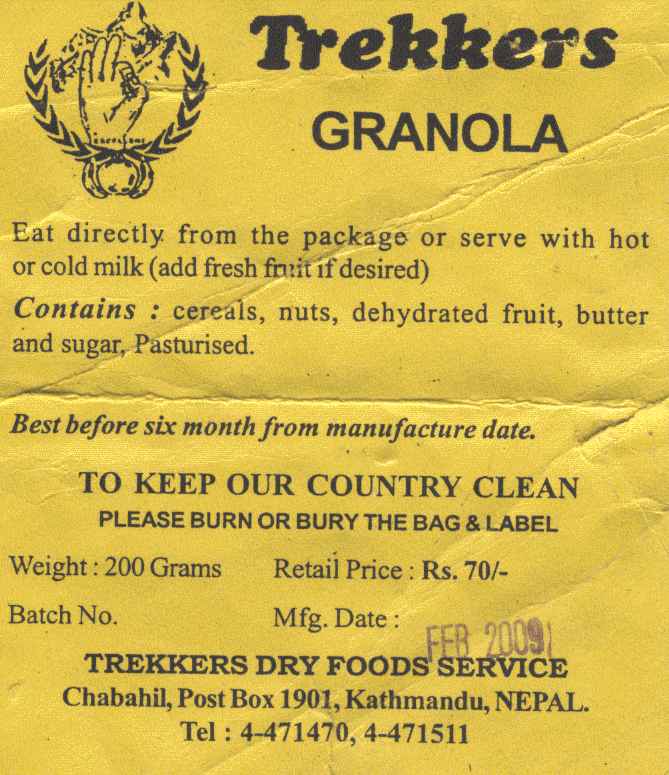 Trekkers
GRANOLA
EXCELLENT
Eat directly from the package or serve with hot
or cold milk (add fresh fruit if desired)
Contains : cereals, nuts, dehydrated fruit, butter
and sugar, Pasturised.
Best before six month from manufacture date.
TO KEEP OUR COUNTRY CLEAN
PLEASE BURN OR BURY THE BAG & LABEL
Weight : 200 Grams Retail Price : Rs. 70/-
Batch No. Mfg. Date : FEB 2009
TREKKERS DRY FOODS SERVICE
Chabahil, Post Box 1901, Kathmandu, NEPAL.
Tel : 4-471470, 4-471511